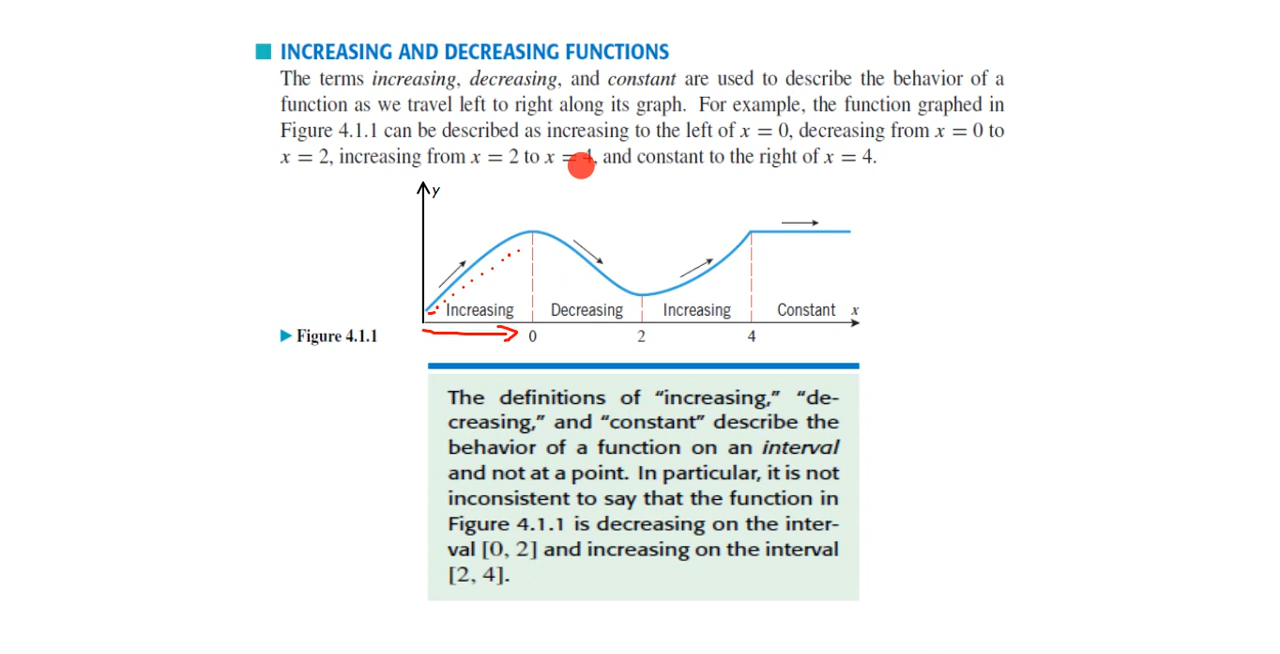 INCREASING AND DECREASING FUNCTIONS
The terms increasing, decreasing, and constant are used to describe the behavior of a
function as we travel left to right along its graph. For example, the function graphed in
Figure 4.1.1 can be described as increasing to the left of x = 0, decreasing from x = 0 to
x = 2, increasing from x = 2 to x = 4, and constant to the right of x = 4.
y
Increasing Decreasing Increasing Constant x
Figure 4.1.1 0 2 4
The definitions of “increasing,” “de-
creasing,” and “constant” describe the
behavior of a function on an interval
and not at a point. In particular, it is not
inconsistent to say that the function in
Figure 4.1.1 is decreasing on the inter-
val [0, 2] and increasing on the interval
[2, 4].